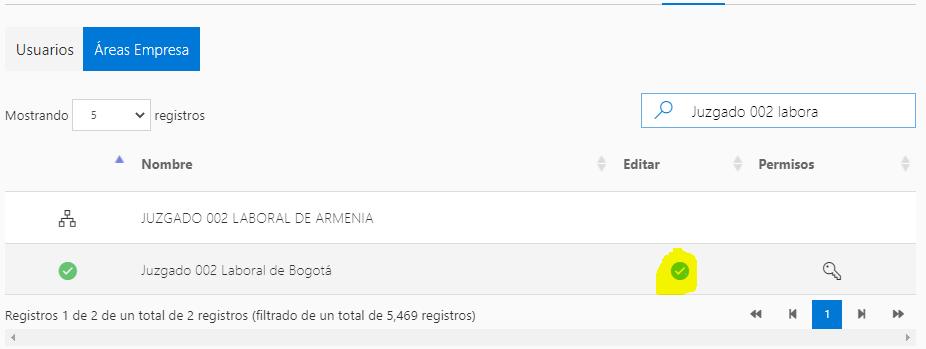 Usuarios Áreas Empresa
Mostrando 5 registros Juzgado 002 labora
Nombre Editar Permisos
JUZGADO 002 LABORAL DE ARMENIA
Juzgado 002 Laboral de Bogotá
Registros 1 de 2 de un total de 2 registros (filtrado de un total de 5,469 registros) 1